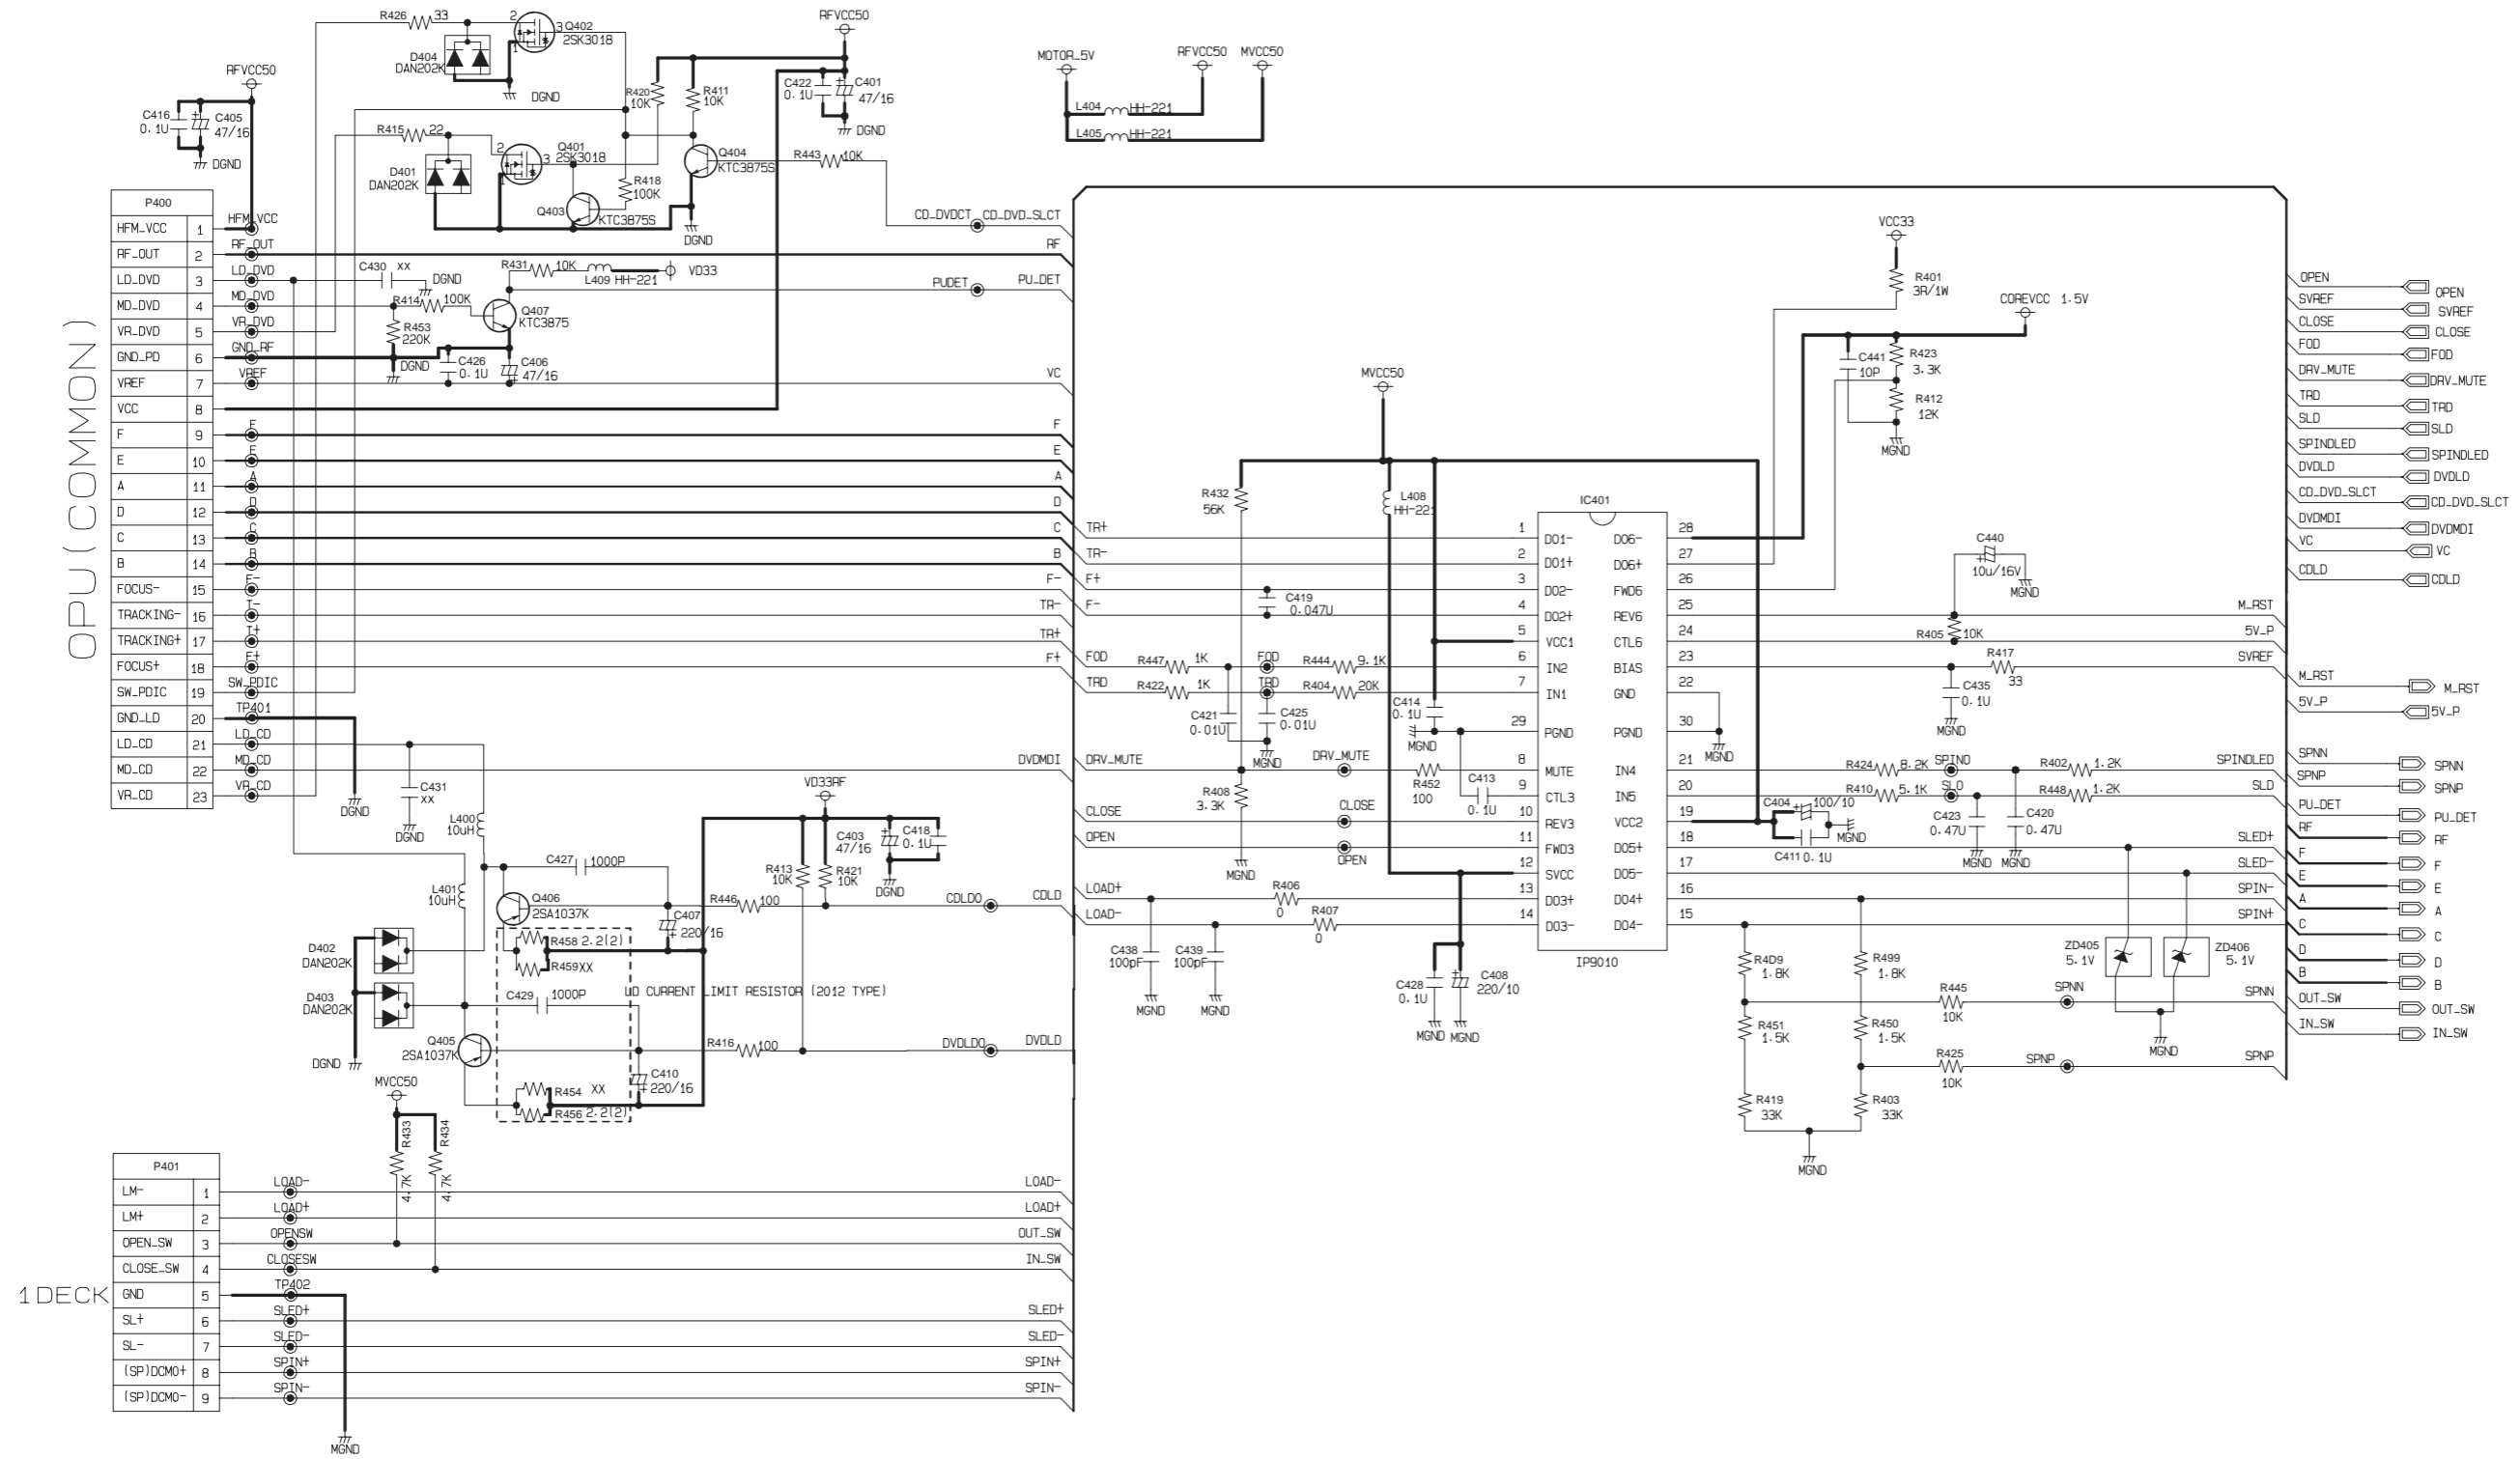 OPU(COMMON)
1DECK
R426 33
2
Q402
3 2SK3018
1
D404
DAN202K
DGND
RFVCC50
C416
0.1U
C405
47/16
DGND
R415 22
2
Q401
3 2SK3018
1
D401
DAN202K
R420
10K
R411
10K
RFVCC50
C422
0.1U
C401
47/16
DGND
Q404
KTC3875S
R443 10K
R418
100K
Q403
KTC3875S
DGND
MOTOR_5V
RFVCC50
MVCC50
L404 HH-221
L405 HH-221
P400
HFM_VCC 1 HFM_VCC
RF_OUT 2 RF_OUT
LD_DVD 3 LD_DVD
MD_DVD 4 MD_DVD
VR_DVD 5 VR_DVD
GND_PD 6 GND_RF
VREF 7 VREF
VCC 8
F 9 F
E 10 E
A 11 A
D 12 D
C 13 C
B 14 B
FOCUS- 15 F-
TRACKING- 16 T-
TRACKING+ 17 T+
FOCUS+ 18 F+
SW_PDIC 19 SW_PDIC
GND_LD 20 TP401
LD_CD 21 LD_CD
MD_CD 22 MD_CD
VR_CD 23 VR_CD
CD_DVDCT CD_DVD_SLCT
RF
C430 XX
DGND
R431 10K
L409 HH-221
VD33
PUDET PU_DET
R414 100K
Q407
KTC3875
R453
220K
DGND
C426
0.1U
C406
47/16
VC
F
E
A
D
C
B
F-
TR-
TR+
F+
DVDMDI
DGND
C431
XX
DGND
L400
10uH
L401
10uH
C427 1000P
Q406
2SA1037K
VD33RF
C403
47/16
C418
0.1U
DGND
R413
10K
R421
10K
R446 100
CDLDO CDLD
C407
220/16
R458 2.2(2)
R459XX
D402
DAN202K
D403
DAN202K
DGND
C429 1000P
LD CURRENT LIMIT RESISTOR (2012 TYPE)
Q405
2SA1037K
R416 100
DVDLDO DVDLD
C410
220/16
R454 XX
R456 2.2(2)
MVCC50
R433
4.7K
R434
4.7K
P401
LM- 1 LOAD- LOAD-
LM+ 2 LOAD+ LOAD+
OPEN_SW 3 OPENSW OUT_SW
CLOSE_SW 4 CLOSESW IN_SW
GND 5 TP402
SL+ 6 SLED+ SLED+
SL- 7 SLED- SLED-
(SP)DCMO+ 8 SPIN+ SPIN+
(SP)DCMO- 9 SPIN- SPIN-
MGND
TR+
TR-
F+
F-
FOD
TRD
DRV_MUTE
CLOSE
OPEN
LOAD+
LOAD-
MVCC50
R432
56K
L408
HH-221
C419
0.047U
R447 1K
FOD
R444 9.1K
R422 1K
TRD
R404 20K
C421
0.01U
C425
0.01U
MGND
C414
0.1U
MGND
DRV_MUTE
R452
100
C413
0.1U
R408
3.3K
MGND
CLOSE
OPEN
R406
0
R407
0
C438
100pF
C439
100pF
MGND
MGND
C428
0.1U
C408
220/10
MGND MGND
IC401
1 DO1- DO6- 28
2 DO1+ DO6+ 27
3 DO2- FWD6 26
4 DO2+ REV6 25
5 VCC1 CTL6 24
6 IN2 BIAS 23
7 IN1 GND 22
29 PGND PGND 30
8 MUTE IN4 21
9 CTL3 IN5 20
10 REV3 VCC2 19
11 FWD3 DO5+ 18
12 SVCC DO5- 17
13 DO3+ DO4+ 16
14 DO3- DO4- 15
IP9010
VCC33
R401
3R/1W
COREVCC 1.5V
C441
10P
R423
3.3K
R412
12K
MGND
C440
10u/16V
MGND
R405 10K
M_RST
5V_P
R417
33
SVREF
C435
0.1U
MGND
MGND
R424 8.2K SPINO R402 1.2K SPINDLED
R410 5.1K SLO R448 1.2K SLD
C404 100/10
MGND
C411 0.1U
C423
0.47U
C420
0.47U
MGND MGND
SLED+
SLED-
SPIN-
SPIN+
R4D9
1.8K
R499
1.8K
ZD405
5.1V
ZD406
5.1V
MGND
R445
10K
SPNN SPNN
R451
1.5K
R450
1.5K
R425
10K
SPNP SPNP
R419
33K
R403
33K
MGND
OPEN OPEN
SVREF SVREF
CLOSE CLOSE
FOD FOD
DRV_MUTE DRV_MUTE
TRD TRD
SLD SLD
SPINDLED SPINDLED
DVDLD DVDLD
CD_DVD_SLCT CD_DVD_SLCT
DVDMDI DVDMDI
VC VC
CDLD CDLD
M_RST M_RST
5V_P 5V_P
SPNN SPNN
SPNP SPNP
PU_DET PU_DET
RF RF
F F
E E
A A
C C
D D
B B
OUT_SW OUT_SW
IN_SW IN_SW